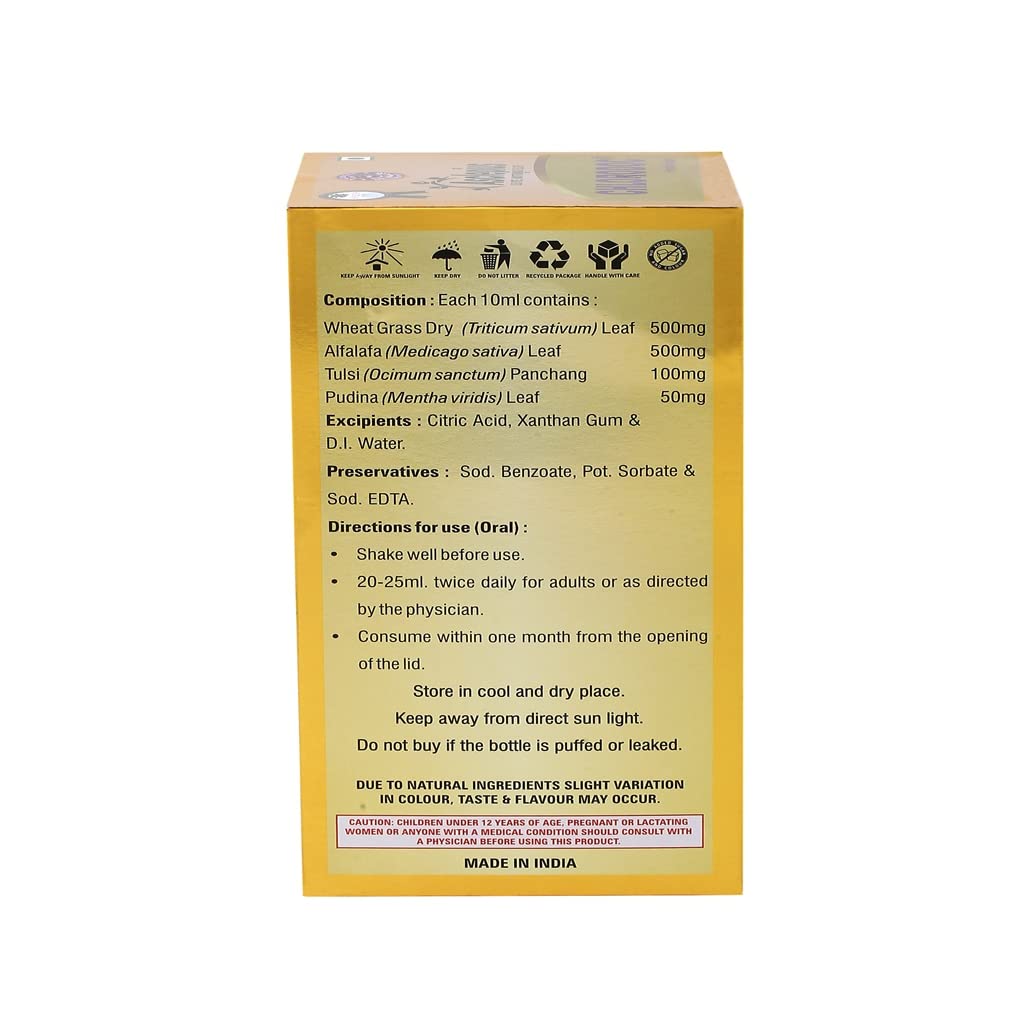 KEEP AWAY FROM SUNLIGHT
KEEP DRY
DO NOT LITTER
RECYCLED PACKAGE
HANDLE WITH CARE
Composition : Each 10ml contains :
Wheat Grass Dry (Triticum sativum) Leaf 500mg
Alfalafa (Medicago sativa) Leaf 500mg
Tulsi (Ocimum sanctum) Panchang 100mg
Pudina (Mentha viridis) Leaf 50mg
Excipients : Citric Acid, Xanthan Gum &
D.I. Water.
Preservatives : Sod. Benzoate, Pot. Sorbate &
Sod. EDTA.
Directions for use (Oral) :
• Shake well before use.
• 20-25ml. twice daily for adults or as directed
by the physician.
• Consume within one month from the opening
of the lid.
Store in cool and dry place.
Keep away from direct sun light.
Do not buy if the bottle is puffed or leaked.
DUE TO NATURAL INGREDIENTS SLIGHT VARIATION
IN COLOUR, TASTE & FLAVOUR MAY OCCUR.
CAUTION: CHILDREN UNDER 12 YEARS OF AGE, PREGNANT OR LACTATING
WOMEN OR ANYONE WITH A MEDICAL CONDITION SHOULD CONSULT WITH
A PHYSICIAN BEFORE USING THIS PRODUCT.
MADE IN INDIA